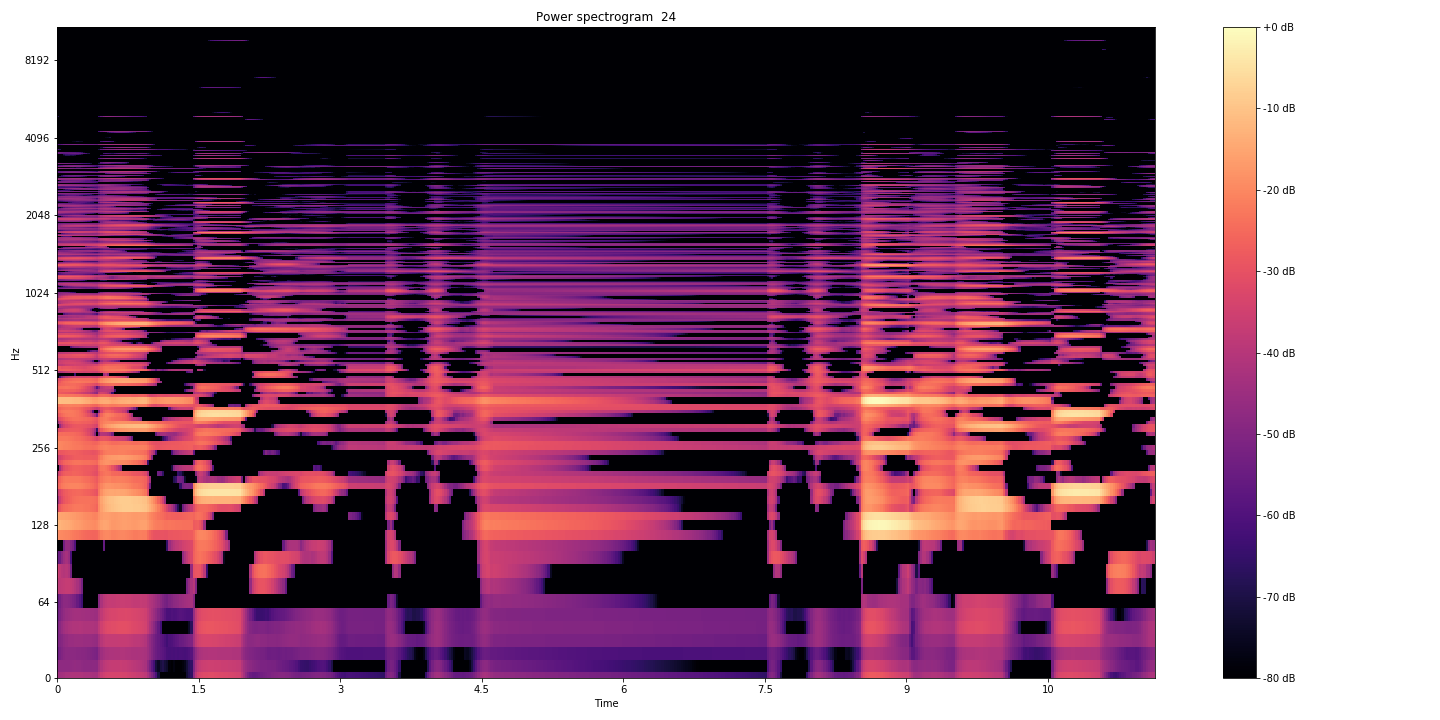 Power spectrogram 24
+0 dB
8192
-10 dB
4096
-20 dB
2048
-30 dB
1024
Hz
512
-40 dB
256
-50 dB
128
-60 dB
64
-70 dB
0
-80 dB
0 1.5 3 4.5 6 7.5 9 10
Time